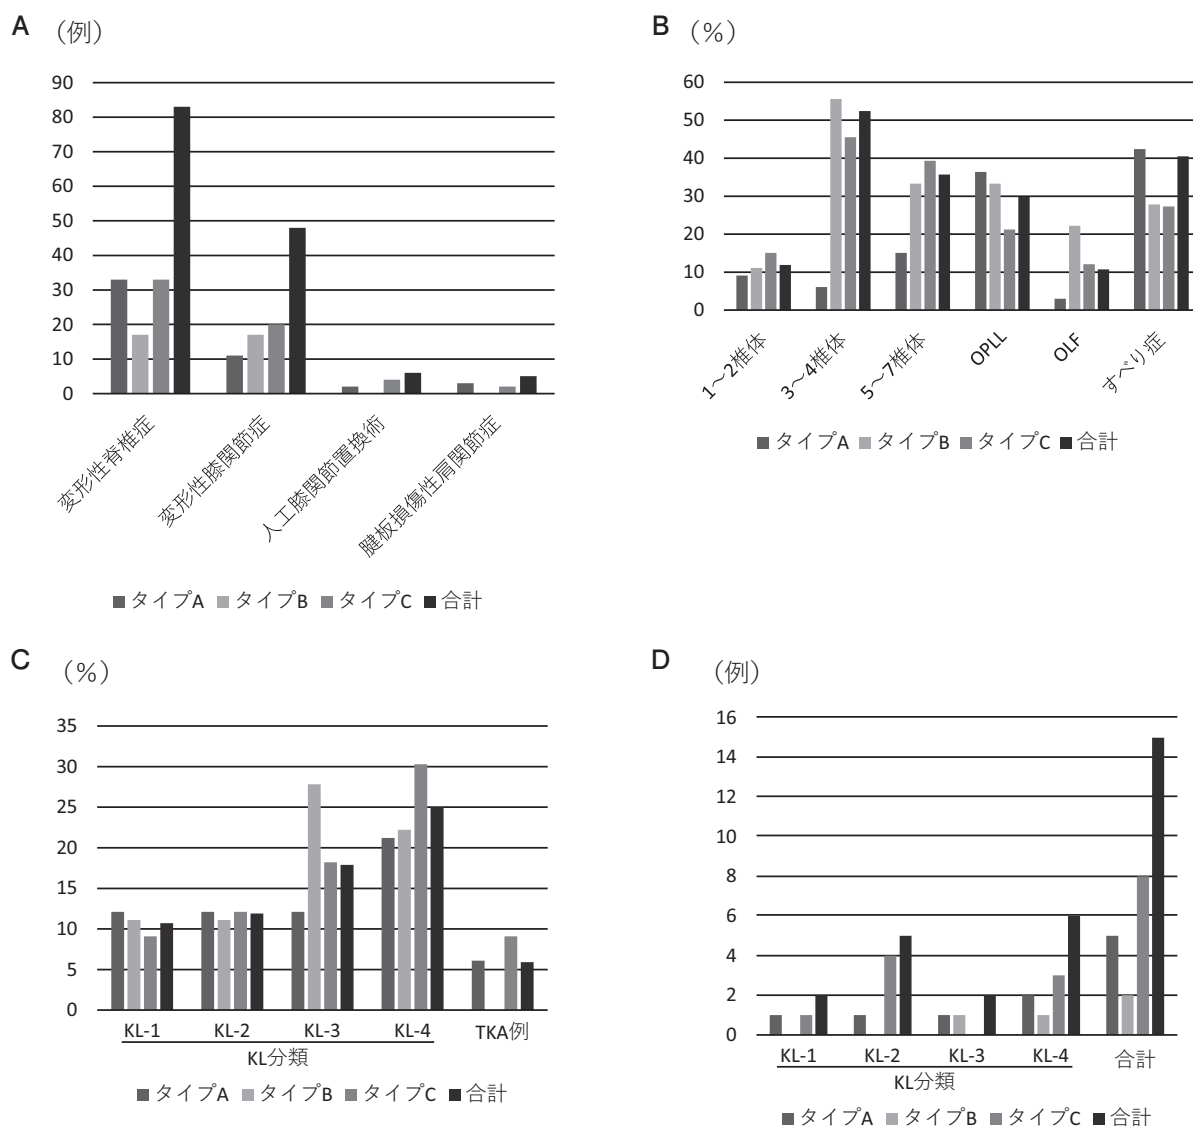 A (例)
90
80
70
60
50
40
30
20
10
0
変形性脊椎症
変形性膝関節症
人工膝関節置換術
腱板損傷性肩関節症
■タイプA ■タイプB ■タイプC ■合計
B (%)
60
50
40
30
20
10
0
1～2椎体
3～4椎体
5～7椎体
OPLL
OLF
すべり症
■タイプA ■タイプB ■タイプC ■合計
C (%)
35
30
25
20
15
10
5
0
KL-1 KL-2 KL-3 KL-4 TKA例
KL分類
■タイプA ■タイプB ■タイプC ■合計
D (例)
16
14
12
10
8
6
4
2
0
KL-1 KL-2 KL-3 KL-4 合計
KL分類
■タイプA ■タイプB ■タイプC ■合計